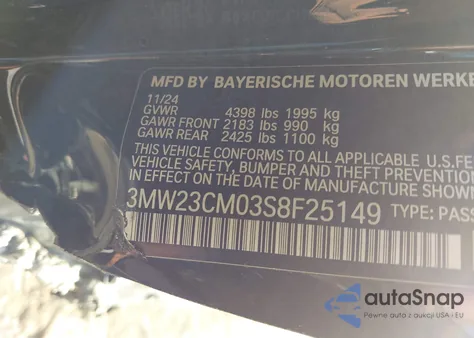 MFD BY BAYERISCHE MOTOREN WERKE
11/24
GVWR 4398 lbs 1995 kg
GAWR FRONT 2183 lbs 990 kg
GAWR REAR 2425 lbs 1100 kg
THIS VEHICLE CONFORMS TO ALL APPLICABLE U.S. FE
VEHICLE SAFETY, BUMPER AND THEFT PREVENTION
IN EFFECT ON THE DATE OF MANUFACTURE SHOWN
3MW23CM03S8F25149 TYPE: PAS
autoSnap
Pewne auta z aukcji USA i EU